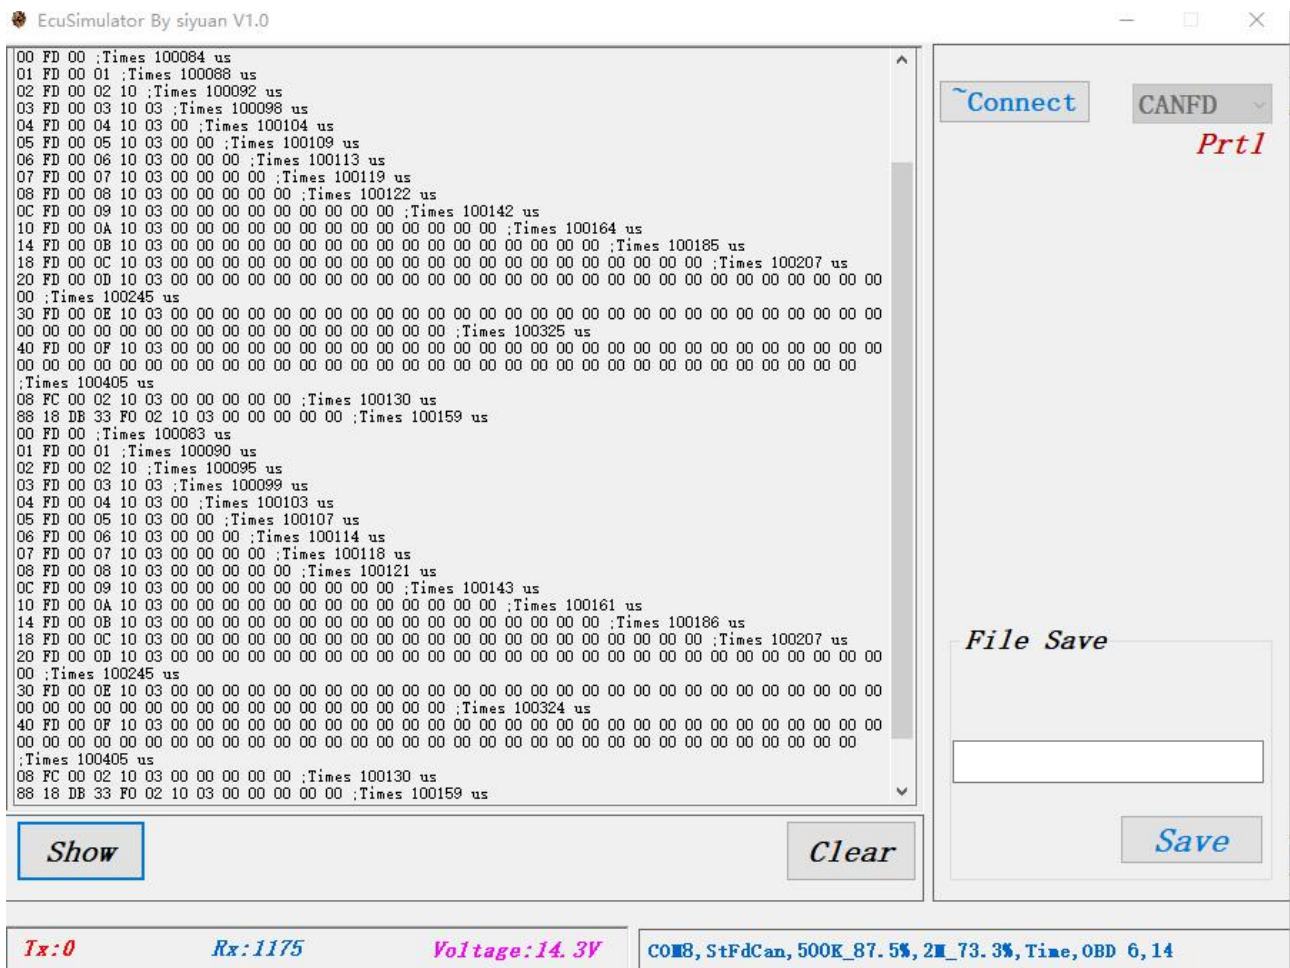 EcuSimulator By siyuan V1.0
00 FD 00 ;Times 100084 us
01 FD 00 01 ;Times 100088 us
02 FD 00 02 10 ;Times 100092 us
03 FD 00 03 10 03 ;Times 100098 us
04 FD 00 04 10 03 00 ;Times 100104 us
05 FD 00 05 10 03 00 00 ;Times 100109 us
06 FD 00 06 10 03 00 00 00 ;Times 100113 us
07 FD 00 07 10 03 00 00 00 00 ;Times 100119 us
08 FD 00 08 10 03 00 00 00 00 00 ;Times 100122 us
0C FD 00 09 10 03 00 00 00 00 00 00 00 00 00 ;Times 100142 us
10 FD 00 0A 10 03 00 00 00 00 00 00 00 00 00 00 00 00 00 ;Times 100164 us
14 FD 00 0B 10 03 00 00 00 00 00 00 00 00 00 00 00 00 00 00 00 00 00 ;Times 100185 us
18 FD 00 0C 10 03 00 00 00 00 00 00 00 00 00 00 00 00 00 00 00 00 00 00 00 00 00 ;Times 100207 us
20 FD 00 0D 10 03 00 00 00 00 00 00 00 00 00 00 00 00 00 00 00 00 00 00 00 00 00 00 00 00 00 00 00 00
00 ;Times 100245 us
30 FD 00 0E 10 03 00 00 00 00 00 00 00 00 00 00 00 00 00 00 00 00 00 00 00 00 00 00 00 00 00 00 00 00
00 00 00 00 00 00 00 00 00 00 00 00 00 00 00 00 00 ;Times 100325 us
40 FD 00 0F 10 03 00 00 00 00 00 00 00 00 00 00 00 00 00 00 00 00 00 00 00 00 00 00 00 00 00 00 00 00
00 00 00 00 00 00 00 00 00 00 00 00 00 00 00 00 00 00 00 00 00 00 00 00 00 00 00 00 00 00 00 00 00
;Times 100405 us
08 FC 00 02 10 03 00 00 00 00 00 ;Times 100130 us
88 18 DB 33 F0 02 10 03 00 00 00 00 00 ;Times 100159 us
00 FD 00 ;Times 100083 us
01 FD 00 01 ;Times 100090 us
02 FD 00 02 10 ;Times 100095 us
03 FD 00 03 10 03 ;Times 100099 us
04 FD 00 04 10 03 00 ;Times 100103 us
05 FD 00 05 10 03 00 00 ;Times 100107 us
06 FD 00 06 10 03 00 00 00 ;Times 100114 us
07 FD 00 07 10 03 00 00 00 00 ;Times 100118 us
08 FD 00 08 10 03 00 00 00 00 00 ;Times 100121 us
0C FD 00 09 10 03 00 00 00 00 00 00 00 00 00 ;Times 100143 us
10 FD 00 0A 10 03 00 00 00 00 00 00 00 00 00 00 00 00 00 ;Times 100161 us
14 FD 00 0B 10 03 00 00 00 00 00 00 00 00 00 00 00 00 00 00 00 00 00 ;Times 100186 us
18 FD 00 0C 10 03 00 00 00 00 00 00 00 00 00 00 00 00 00 00 00 00 00 00 00 00 00 ;Times 100207 us
20 FD 00 0D 10 03 00 00 00 00 00 00 00 00 00 00 00 00 00 00 00 00 00 00 00 00 00 00 00 00 00 00 00 00
00 ;Times 100245 us
30 FD 00 0E 10 03 00 00 00 00 00 00 00 00 00 00 00 00 00 00 00 00 00 00 00 00 00 00 00 00 00 00 00 00
00 00 00 00 00 00 00 00 00 00 00 00 00 00 00 00 00 ;Times 100324 us
40 FD 00 0F 10 03 00 00 00 00 00 00 00 00 00 00 00 00 00 00 00 00 00 00 00 00 00 00 00 00 00 00 00 00
00 00 00 00 00 00 00 00 00 00 00 00 00 00 00 00 00 00 00 00 00 00 00 00 00 00 00 00 00 00 00 00 00
;Times 100405 us
08 FC 00 02 10 03 00 00 00 00 00 ;Times 100130 us
88 18 DB 33 F0 02 10 03 00 00 00 00 00 ;Times 100159 us
~Connect
CANFD
Prtl
File Save
Save
Show
Clear
Tx:0
Rx:1175
Voltage:14.3V
COM8,StFdCan,500K_87.5%,2M_73.3%,Time,OBD 6,14